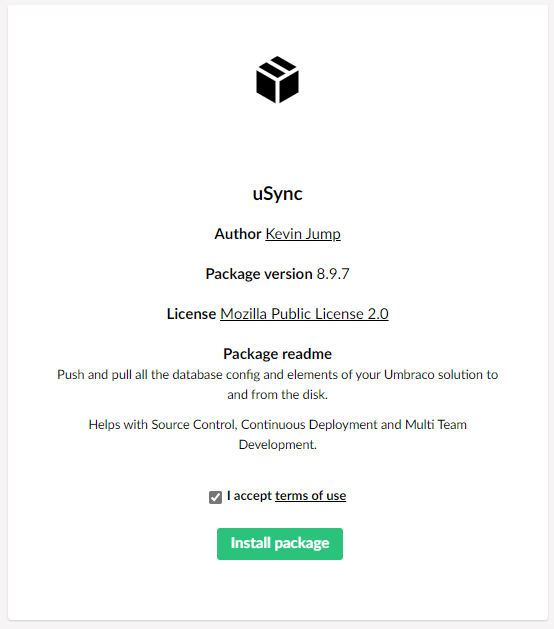 uSync
Author Kevin Jump
Package version 8.9.7
License Mozilla Public License 2.0
Package readme
Push and pull all the database config and elements of your Umbraco solution to
and from the disk.
Helps with Source Control, Continuous Deployment and Multi Team
Development.
I accept terms of use
Install package